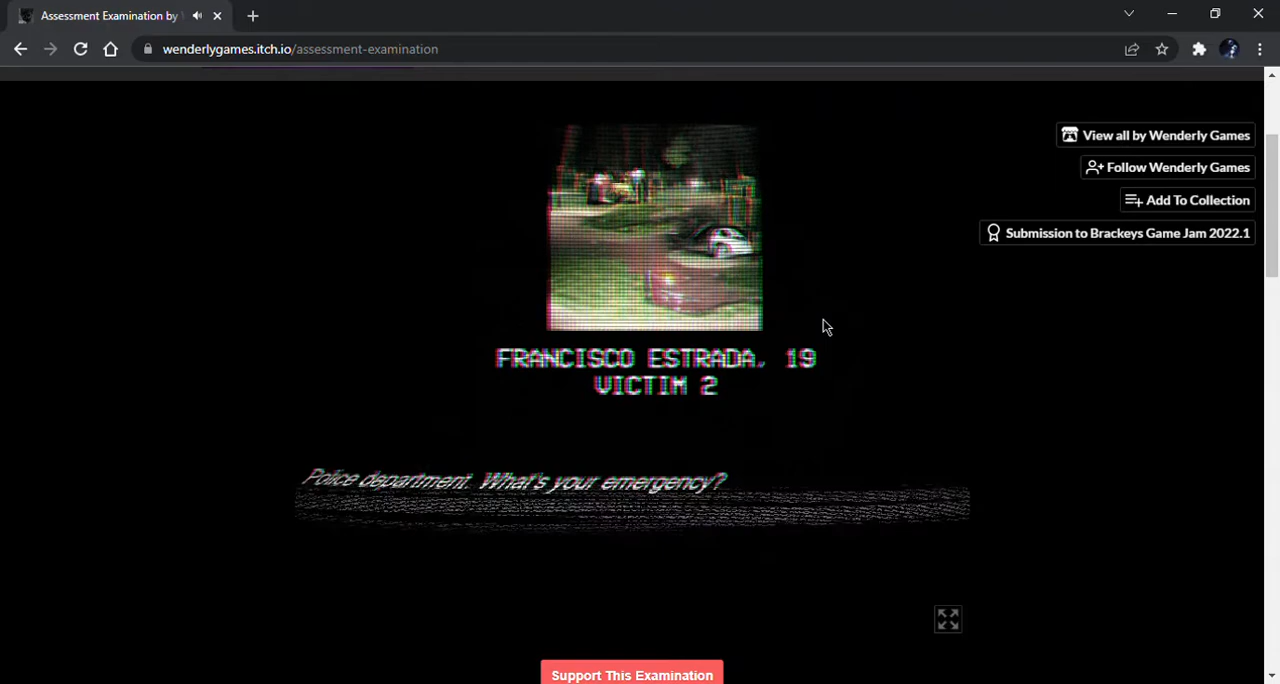 Assessment Examination by
wenderlygames.itch.io/assessment-examination
View all by Wenderly Games
Follow Wenderly Games
Add To Collection
Submission to Brackeys Game Jam 2022.1
FRANCISCO ESTRADA, 19
VICTIM 2
Police department. What's your emergency?
Support This Examination